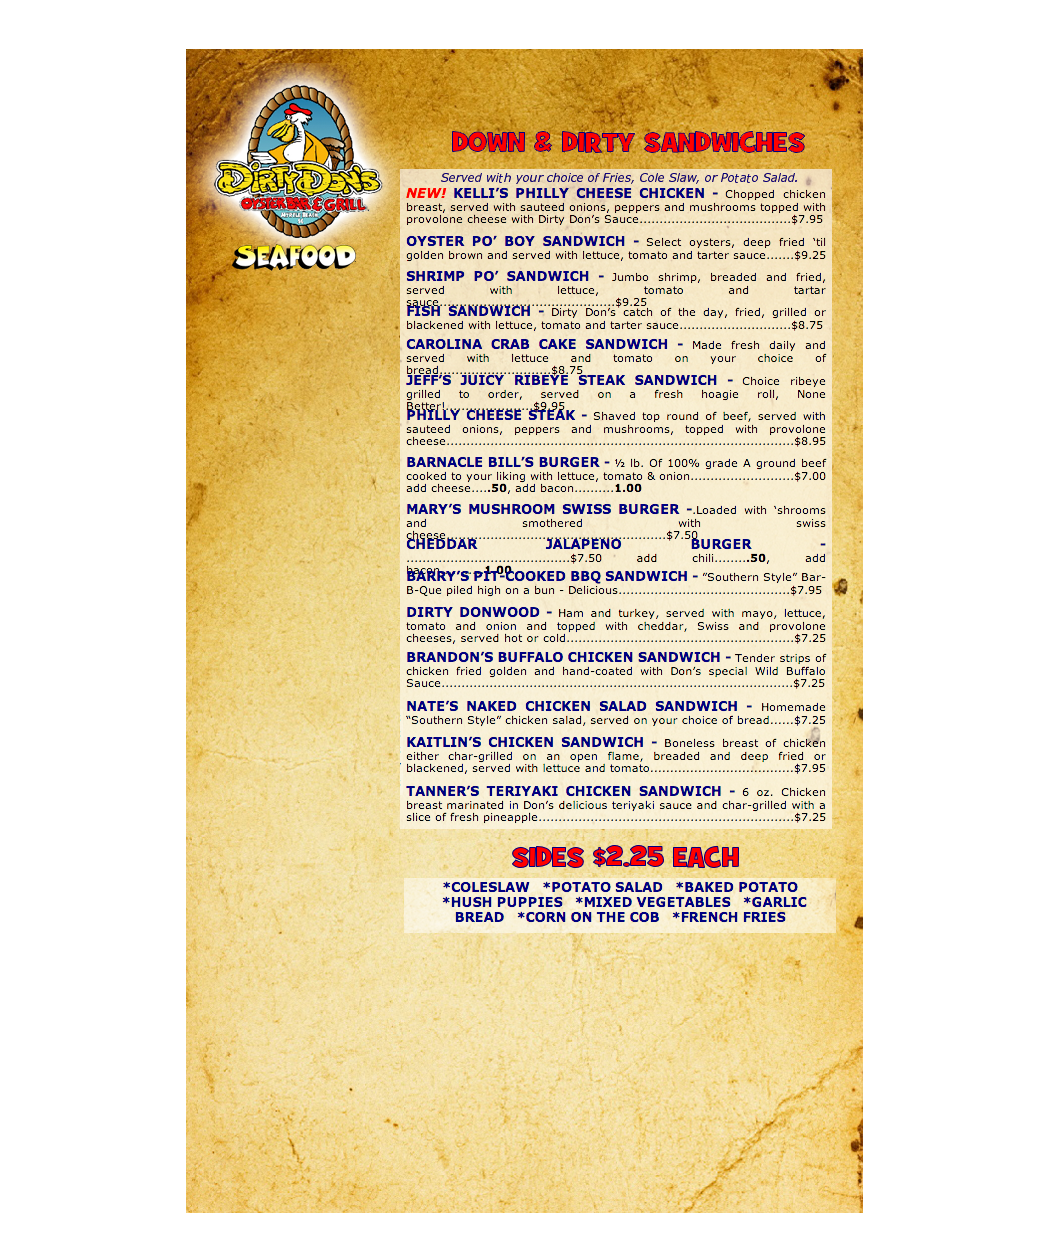 DIRTY DON'S
OYSTER BAR & GRILL
MYRTLE BEACH
SC
SEAFOOD
DOWN & DIRTY SANDWICHES
Served with your choice of Fries, Cole Slaw, or Potato Salad.
NEW! KELLI’S PHILLY CHEESE CHICKEN - Chopped chicken
breast, served with sauteed onions, peppers and mushrooms topped with
provolone cheese with Dirty Don’s Sauce......................................$7.95
OYSTER PO’ BOY SANDWICH - Select oysters, deep fried ‘til
golden brown and served with lettuce, tomato and tarter sauce.......$9.25
SHRIMP PO’ SANDWICH - Jumbo shrimp, breaded and fried,
served with lettuce, tomato and tartar
sauce............................................$9.25
FISH SANDWICH - Dirty Don’s catch of the day, fried, grilled or
blackened with lettuce, tomato and tarter sauce............................$8.75
CAROLINA CRAB CAKE SANDWICH - Made fresh daily and
served with lettuce and tomato on your choice of
bread............................$8.75
JEFF’S JUICY RIBEYE STEAK SANDWICH - Choice ribeye
grilled to order, served on a fresh hoagie roll, None
Better!......................$9.95
PHILLY CHEESE STEAK - Shaved top round of beef, served with
sauteed onions, peppers and mushrooms, topped with provolone
cheese.......................................................................................$8.95
BARNACLE BILL’S BURGER - ½ lb. Of 100% grade A ground beef
cooked to your liking with lettuce, tomato & onion..........................$7.00
add cheese.....50, add bacon..........1.00
MARY’S MUSHROOM SWISS BURGER -.Loaded with ‘shrooms
and smothered with swiss
cheese.......................................................$7.50
CHEDDAR JALAPENO BURGER -
.........................................$7.50 add chili.........50, add
bacon...........1.00
BARRY’S PIT-COOKED BBQ SANDWICH - “Southern Style” Bar-
B-Que piled high on a bun - Delicious...........................................$7.95
DIRTY DONWOOD - Ham and turkey, served with mayo, lettuce,
tomato and onion and topped with cheddar, Swiss and provolone
cheeses, served hot or cold.........................................................$7.25
BRANDON’S BUFFALO CHICKEN SANDWICH - Tender strips of
chicken fried golden and hand-coated with Don’s special Wild Buffalo
Sauce........................................................................................$7.25
NATE’S NAKED CHICKEN SALAD SANDWICH - Homemade
“Southern Style” chicken salad, served on your choice of bread......$7.25
KAITLIN’S CHICKEN SANDWICH - Boneless breast of chicken
either char-grilled on an open flame, breaded and deep fried or
blackened, served with lettuce and tomato....................................$7.95
TANNER’S TERIYAKI CHICKEN SANDWICH - 6 oz. Chicken
breast marinated in Don’s delicious teriyaki sauce and char-grilled with a
slice of fresh pineapple................................................................$7.25
SIDES $2.25 EACH
*COLESLAW *POTATO SALAD *BAKED POTATO
*HUSH PUPPIES *MIXED VEGETABLES *GARLIC
BREAD *CORN ON THE COB *FRENCH FRIES